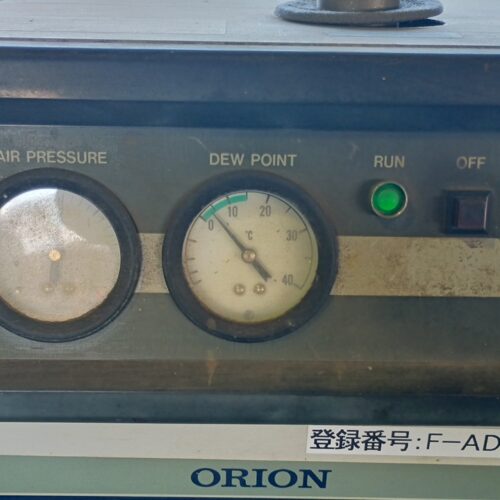 AIR PRESSURE
DEW POINT
RUN
OFF
0 10 20 30 40
°C
登録番号:F-AD
ORION